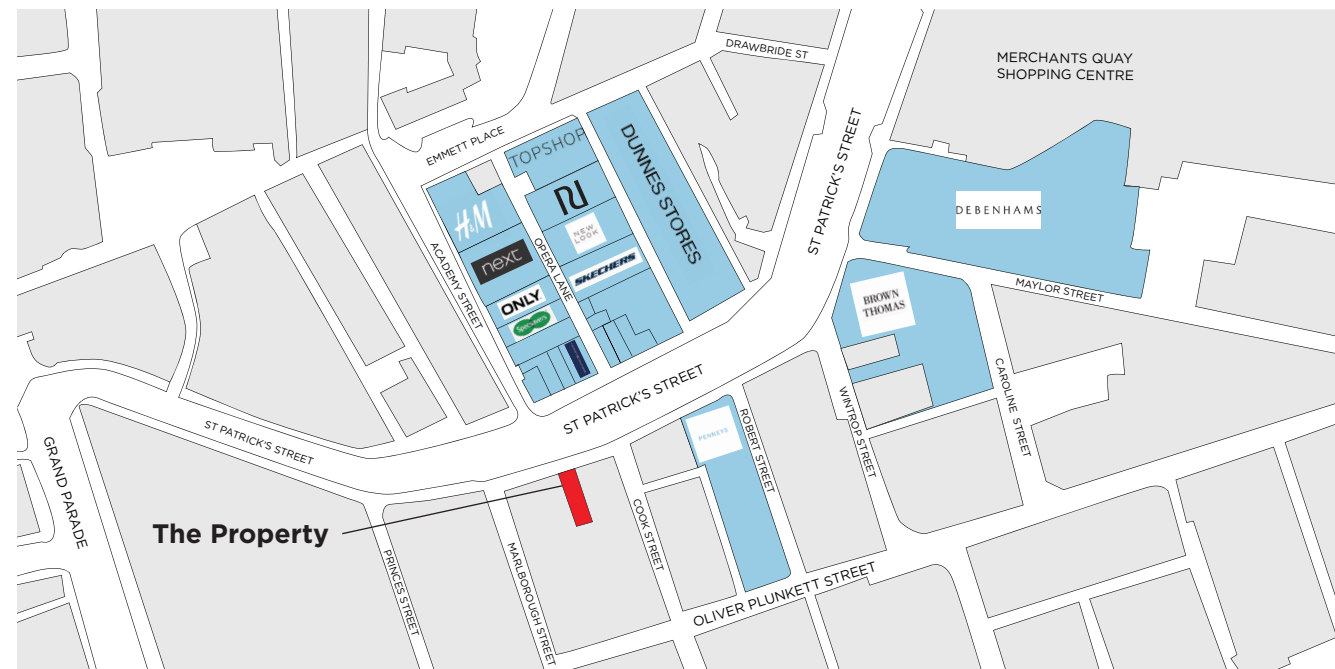 DRAWBRIDE ST
MERCHANTS QUAY
SHOPPING CENTRE
EMMETT PLACE
TOPSHOP
DUNNES STORES
ST PATRICK'S STREET
H&M
NEW
LOOK
DEBENHAMS
next
OPERA LANE
ACADEMY STREET
SKECHERS
ONLY
Specsavers
MAYLOR STREET
BROWN
THOMAS
CAROLINE STREET
WINTROP STREET
ST PATRICK'S STREET
ST PATRICK'S STREET
PENNEYS
ROBERT STREET
GRAND PARADE
The Property
COOK STREET
PRINCES STREET
MARLBOROUGH STREET
OLIVER PLUNKETT STREET